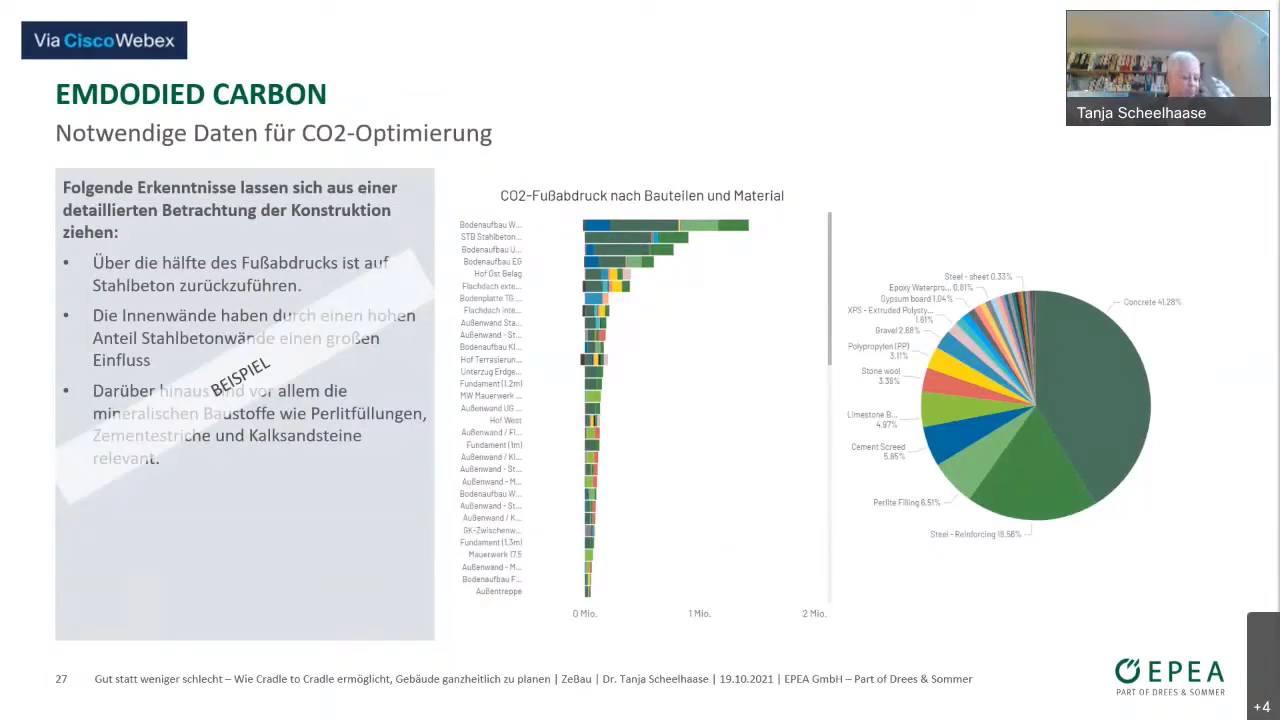 Via CiscoWebex
Tanja Scheelhaase
EMDODIED CARBON
Notwendige Daten für CO2-Optimierung
Folgende Erkenntnisse lassen sich aus einer
detaillierten Betrachtung der Konstruktion
ziehen:
• Über die hälfte des Fußabdrucks ist auf
Stahlbeton zurückzuführen.
• Die Innenwände haben durch einen hohen
Anteil Stahlbetonwände einen großen
Einfluss
• Darüber hinaus sind vor allem die
mineralischen Baustoffe wie Perlitfüllungen,
Zementestriche und Kalksandsteine
relevant.
BEISPIEL
CO2-Fußabdruck nach Bauteilen und Material
Bodenaufbau W...
STB Stahlbeton...
Bodenaufbau U...
Bodenaufbau EG
Hof Ost Belag
Flachdach exte...
Bodenplatte TG ...
Flachdach inte...
Außenwand Sta...
Außenwand - St...
Bodenaufbau Kl...
Hof Terrasierun...
Unterzug Erdge...
Fundament (1.2m)
MW Mauerwerk ...
Außenwand UG ...
Hof West
Außenwand / Fl...
Fundament (1m)
Außenwand / Kl...
Außenwand - St...
Außenwand - M...
Bodenaufbau W...
Außenwand - St...
Außenwand / K...
GK-Zwischenw...
Fundament (1,3m)
Mauerwerk 17.5
Außenwand - M...
Bodenaufbau F...
Außentreppe
0 Mio.
1 Mio.
2 Mio.
Steel - sheet 0.33%
Epoxy Waterpro... 0.81%
Gypsum board 1.04%
XPS - Extruded Polysty...
1.61%
Gravel 2.88%
Polypropylen (PP)
3.11%
Stone wool
3.39%
Limestone B...
4.97%
Cement Screed
5.85%
Perlite Filling 6.51%
Steel - Reinforcing 18.56%
Concrete 41.28%
27 Gut statt weniger schlecht – Wie Cradle to Cradle ermöglicht, Gebäude ganzheitlich zu planen | ZeBau | Dr. Tanja Scheelhaase | 19.10.2021 | EPEA GmbH – Part of Drees & Sommer
EPEA
PART OF DREES & SOMMER
+4